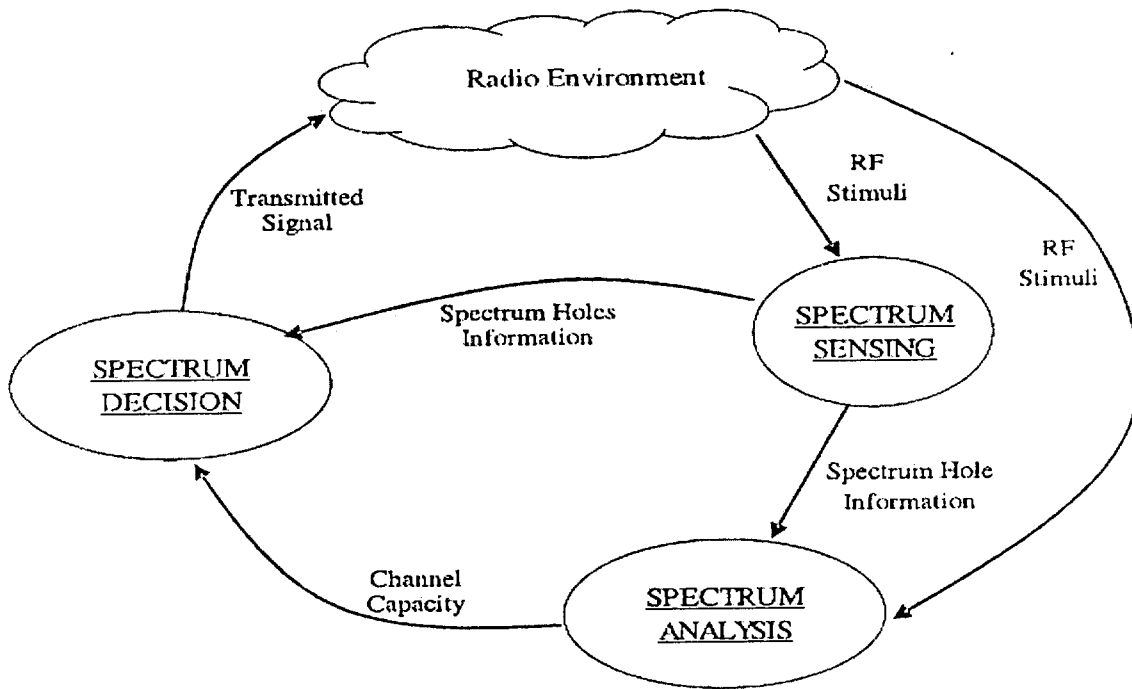 Radio Environment
RF
Stimuli
Transmitted
Signal
RF
Stimuli
Spectrum Holes
Information
SPECTRUM
SENSING
SPECTRUM
DECISION
Spectrum Hole
Information
Channel
Capacity
SPECTRUM
ANALYSIS